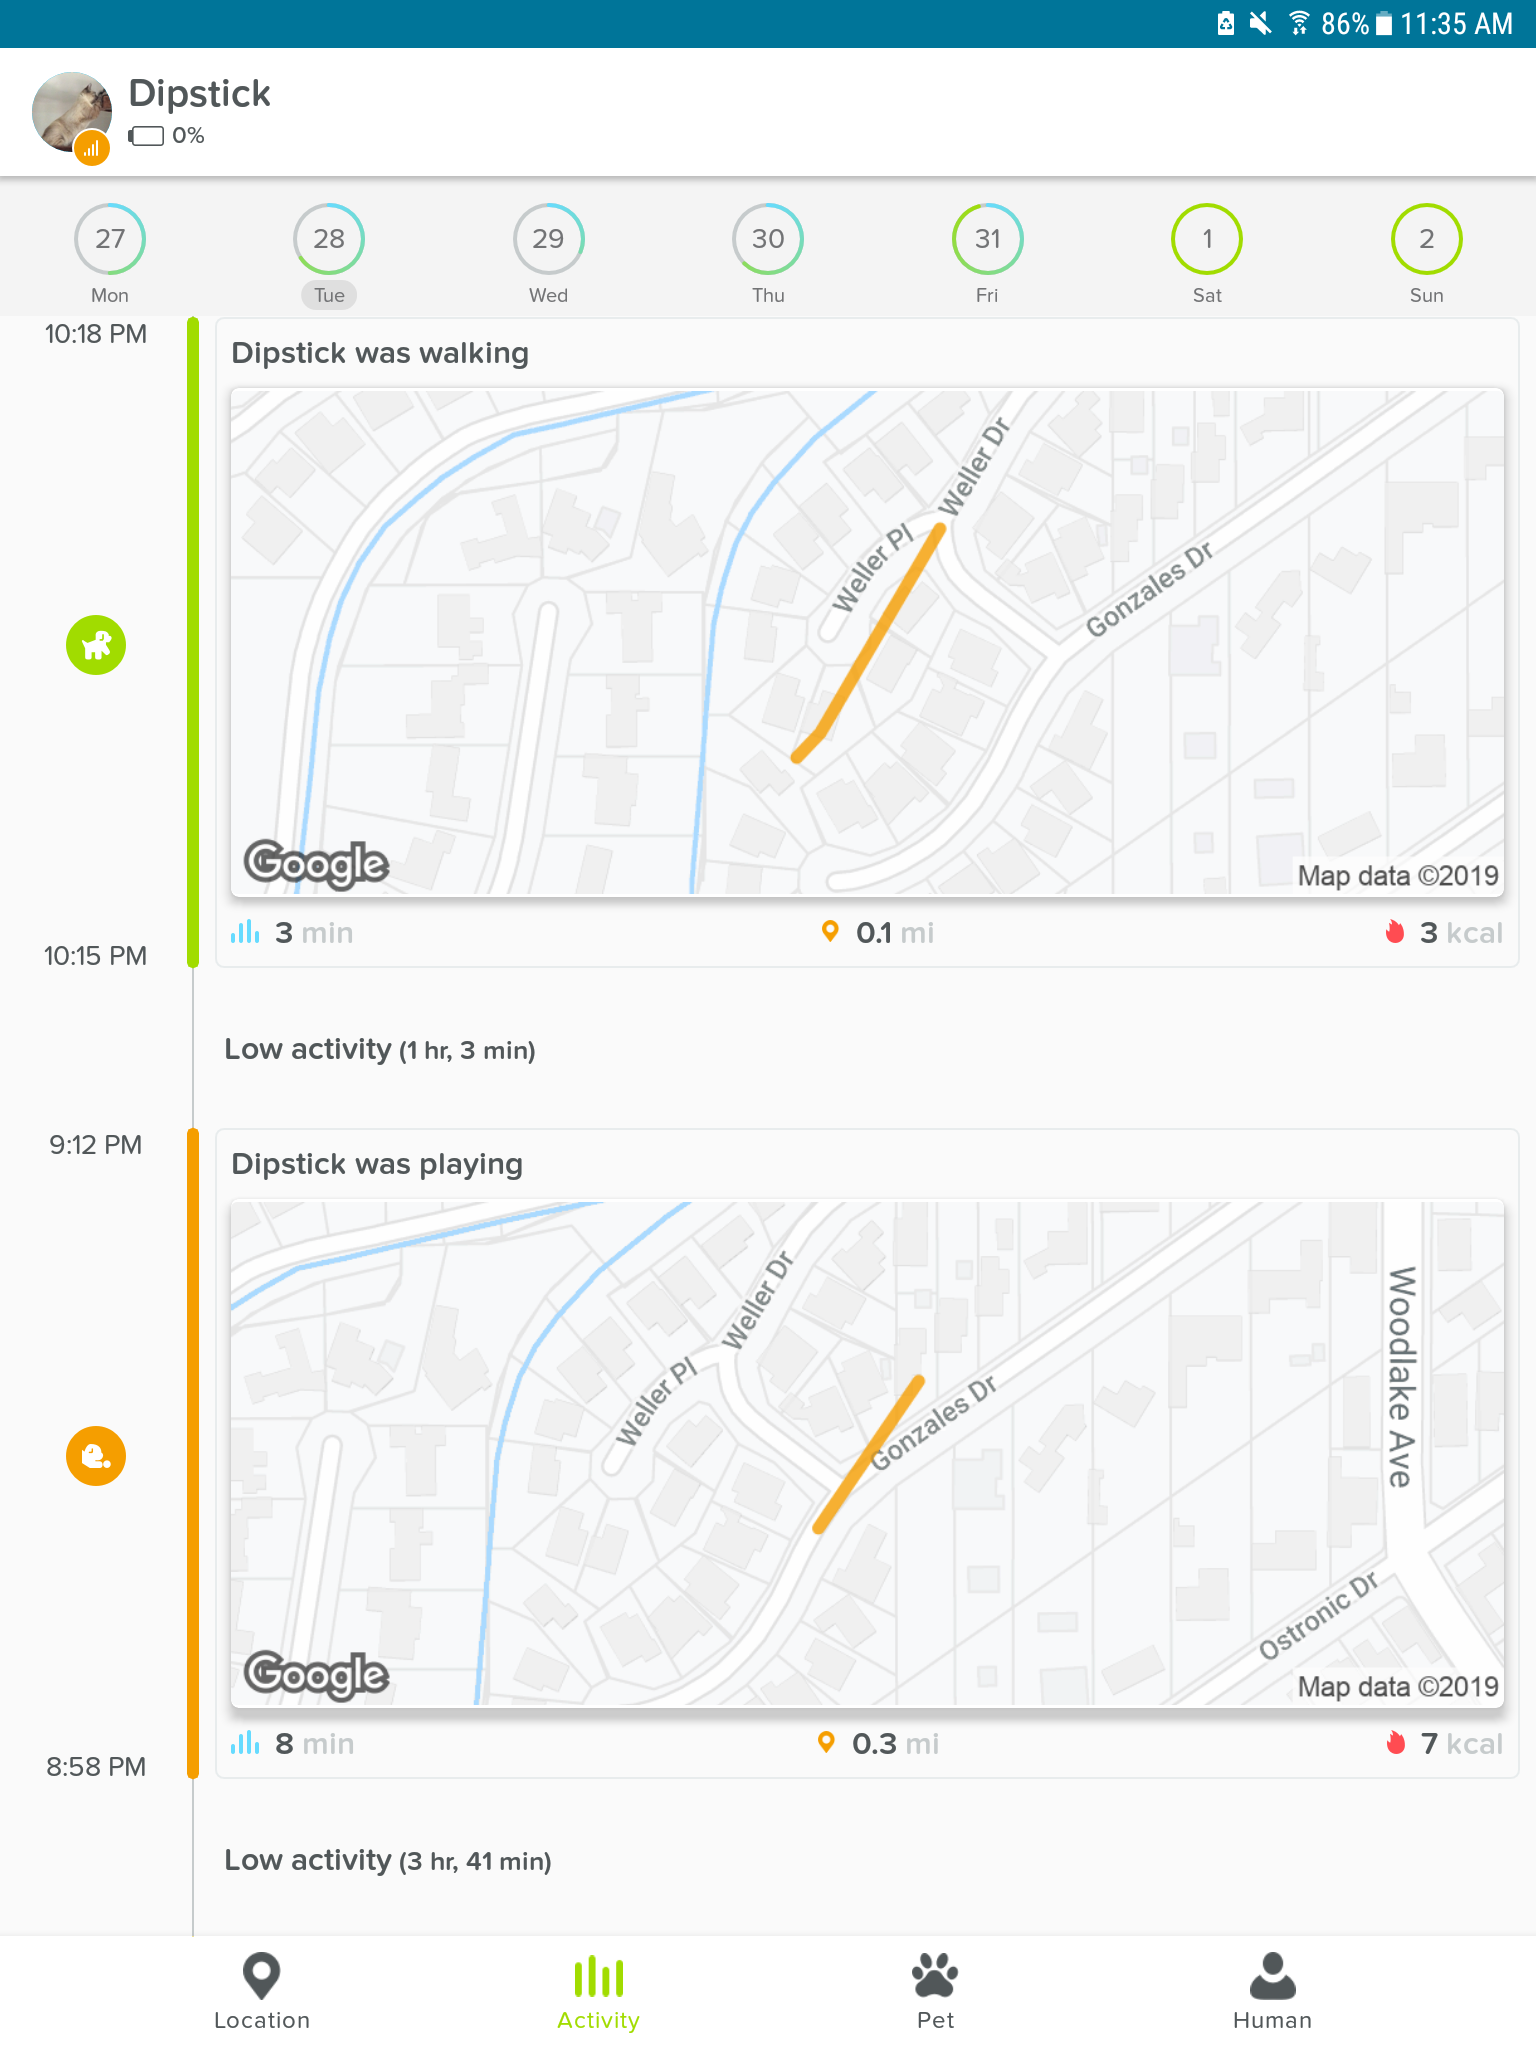 86% 11:35 AM
Dipstick
0%
27 28 29 30 31 1 2
Mon Tue Wed Thu Fri Sat Sun
10:18 PM
Dipstick was walking
Weller Dr
Weller Pl
Gonzales Dr
Google
Map data ©2019
3 min 0.1 mi 3 kcal
10:15 PM
Low activity (1 hr, 3 min)
9:12 PM
Dipstick was playing
Weller Dr
Weller Pl
Gonzales Dr
Woodlake Ave
Ostronic Dr
Google
Map data ©2019
8 min 0.3 mi 7 kcal
8:58 PM
Low activity (3 hr, 41 min)
Location Activity Pet Human